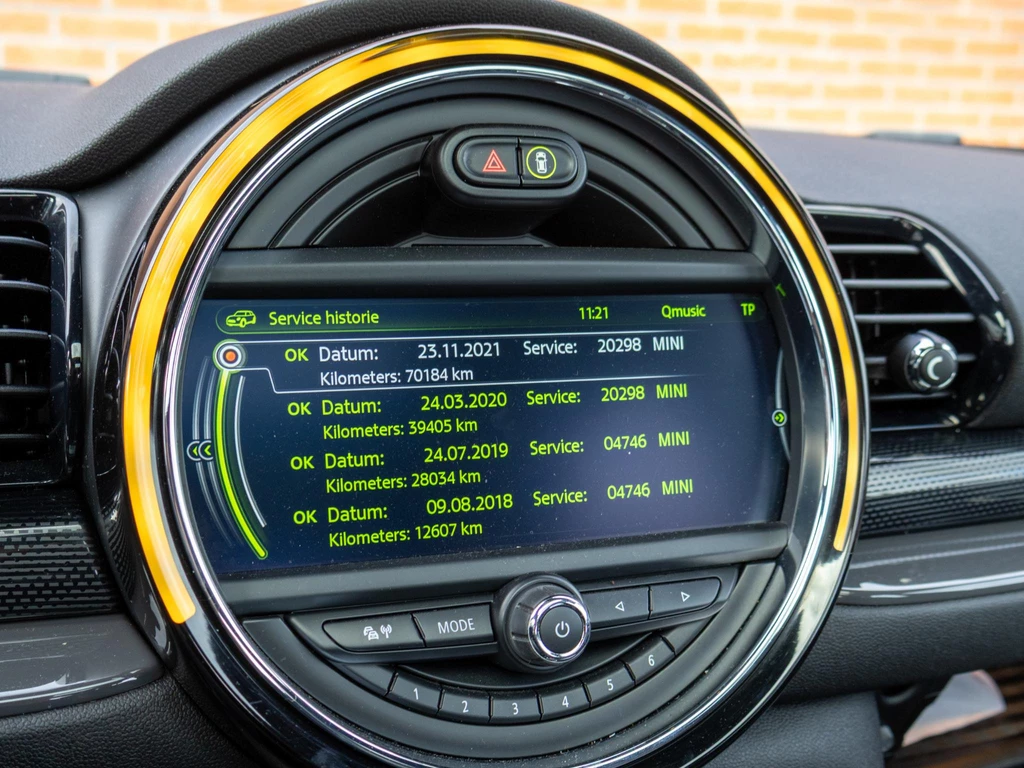 Service historie 11:21 Qmusic TP
OK Datum: 23.11.2021 Service: 20298 MINI
Kilometers: 70184 km
OK Datum: 24.03.2020 Service: 20298 MINI
Kilometers: 39405 km
OK Datum: 24.07.2019 Service: 04746 MINI
Kilometers: 28034 km
OK Datum: 09.08.2018 Service: 04746 MINI
Kilometers: 12607 km
MODE
1 2 3 4 5 6